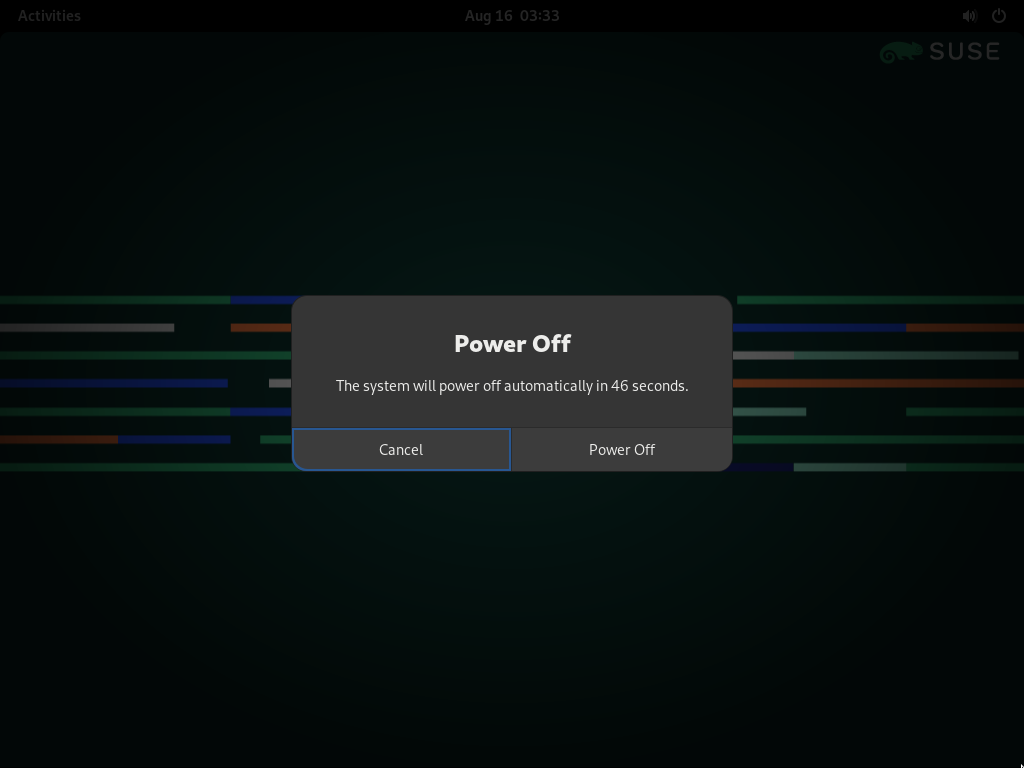 Activities
Aug 16 03:33
SUSE
Power Off
The system will power off automatically in 46 seconds.
Cancel
Power Off